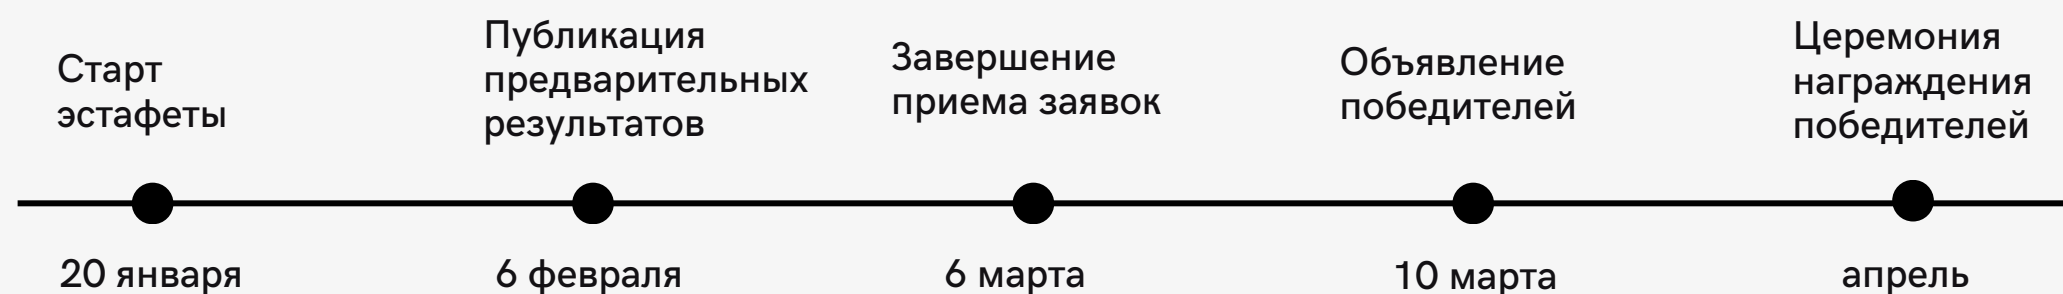 Старт
эстафеты
Публикация
предварительных
результатов
Завершение
приема заявок
Объявление
победителей
Церемония
награждения
победителей
20 января
6 февраля
6 марта
10 марта
апрель